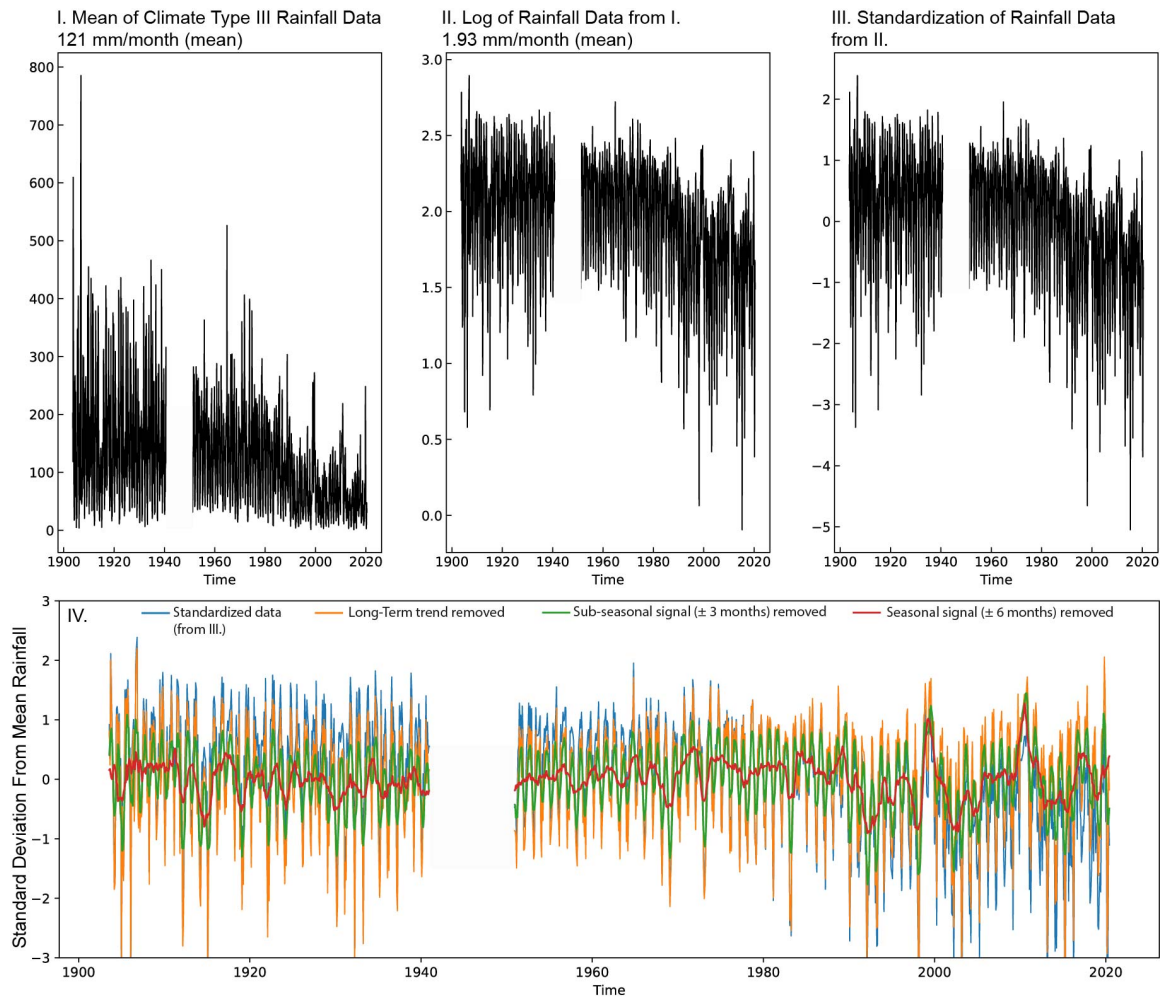 I. Mean of Climate Type III Rainfall Data
121 mm/month (mean)
800
700
600
500
400
300
200
100
0
1900 1920 1940 1960 1980 2000 2020
Time
II. Log of Rainfall Data from I.
1.93 mm/month (mean)
3.0
2.5
2.0
1.5
1.0
0.5
0.0
1900 1920 1940 1960 1980 2000 2020
Time
III. Standardization of Rainfall Data
from II.
2
1
0
−1
−2
−3
−4
−5
1900 1920 1940 1960 1980 2000 2020
Time
IV.
Standardized data
(from III.)
Long-Term trend removed
Sub-seasonal signal (± 3 months) removed
Seasonal signal (± 6 months) removed
Standard Deviation From Mean Rainfall
3
2
1
0
−1
−2
−3
1900 1920 1940 1960 1980 2000 2020
Time